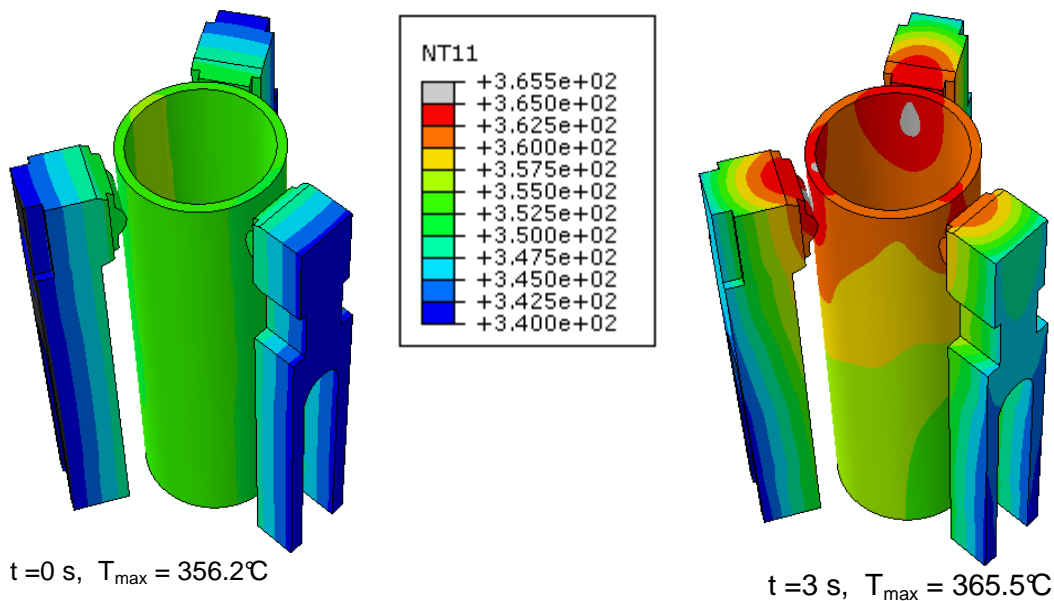 NT11
+3.655e+02
+3.650e+02
+3.625e+02
+3.600e+02
+3.575e+02
+3.550e+02
+3.525e+02
+3.500e+02
+3.475e+02
+3.450e+02
+3.425e+02
+3.400e+02
t =0 s, Tmax = 356.2℃
t =3 s, Tmax = 365.5℃